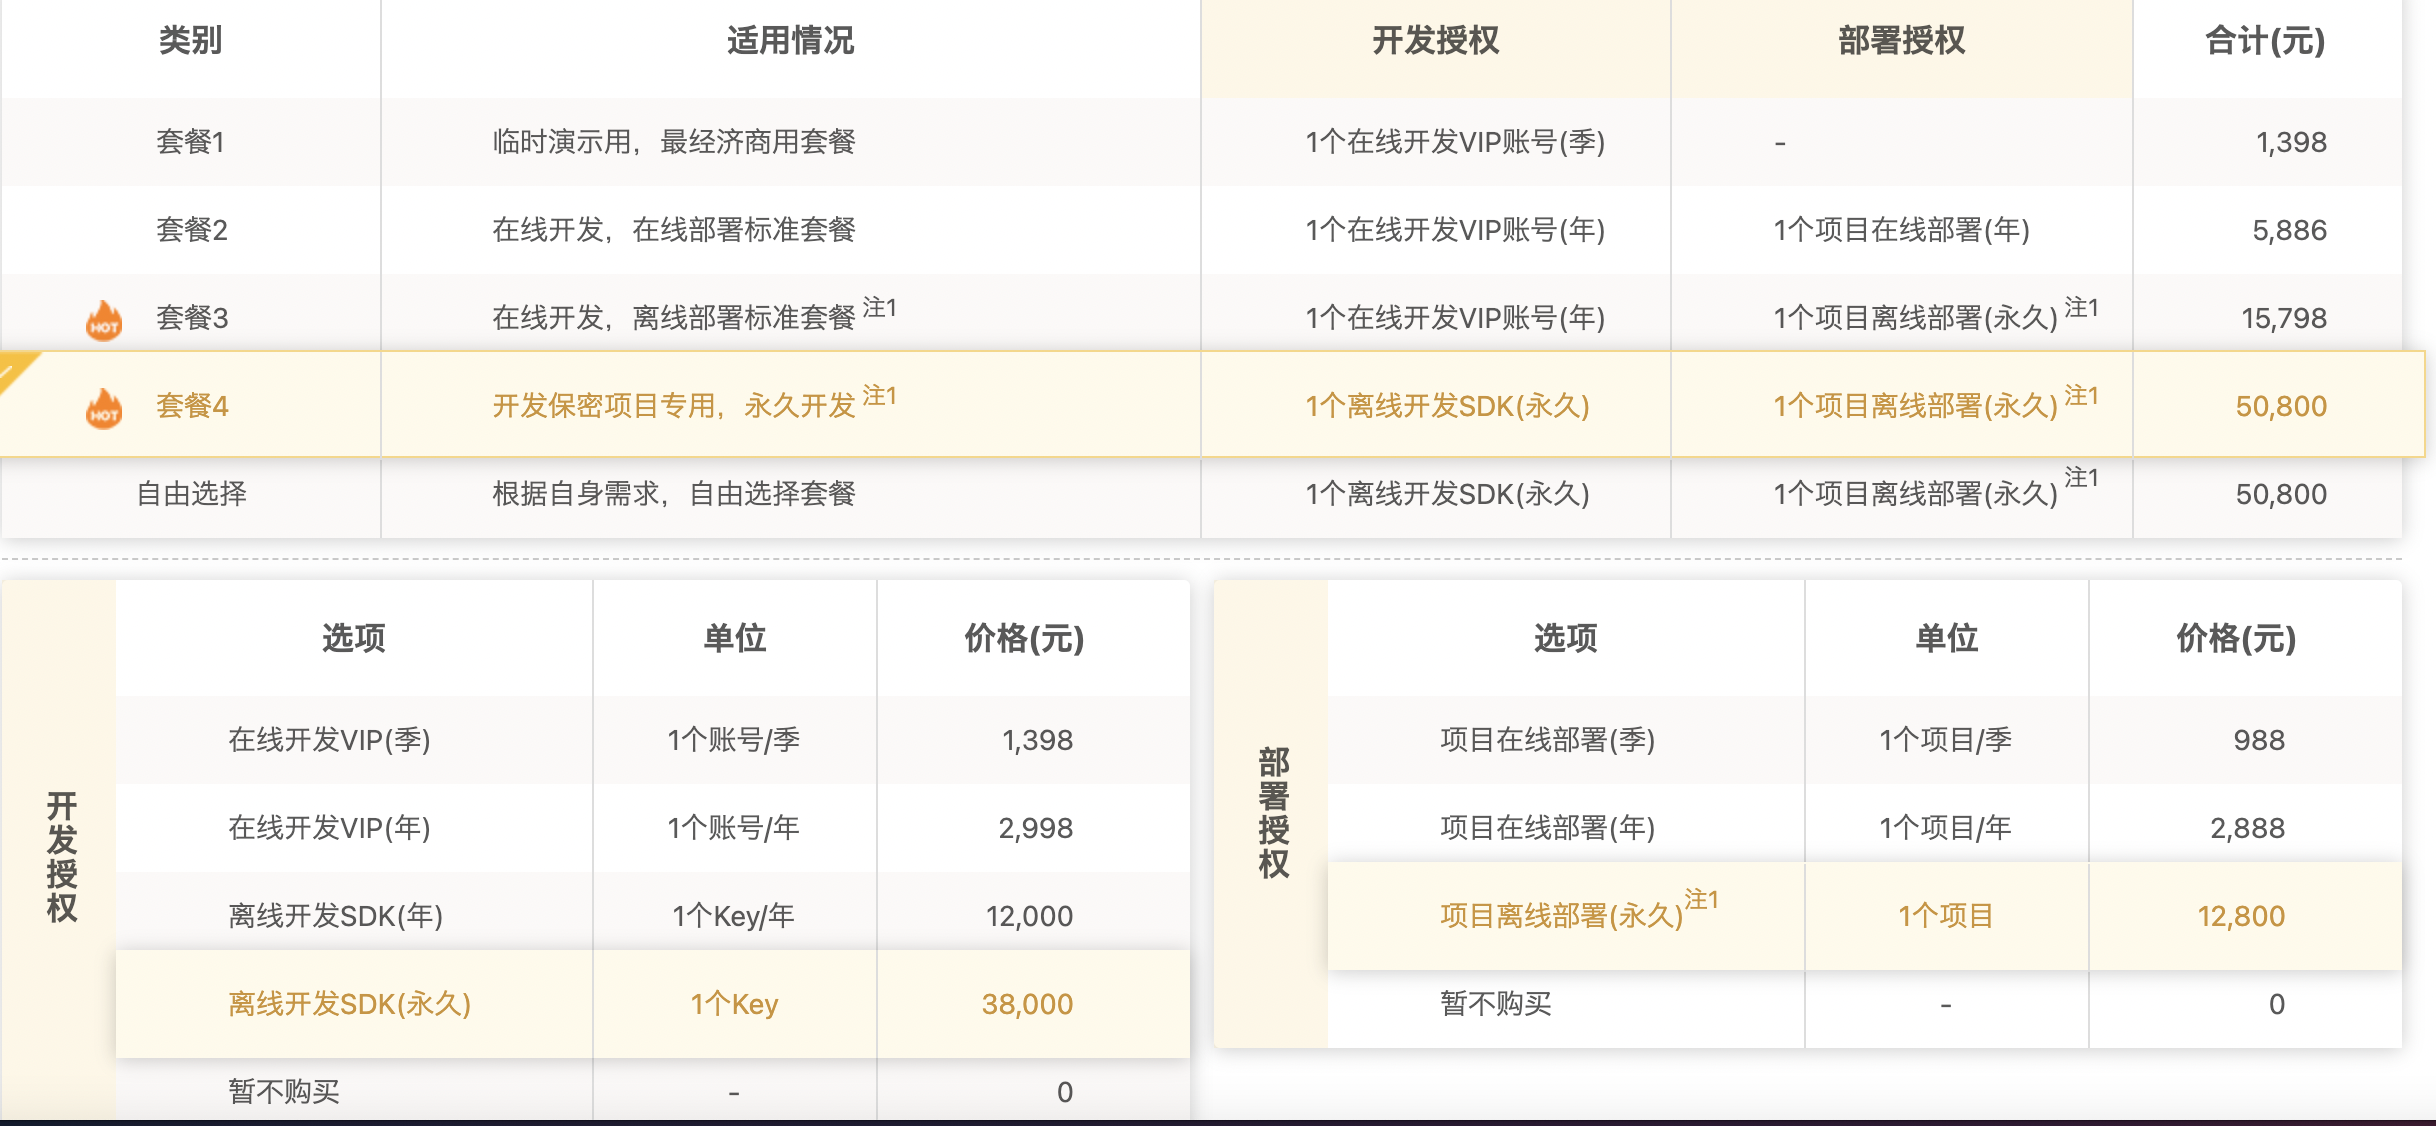 类别 适用情况 开发授权 部署授权 合计(元)
套餐1 临时演示用，最经济商用套餐 1个在线开发VIP账号(季) - 1,398
套餐2 在线开发，在线部署标准套餐 1个在线开发VIP账号(年) 1个项目在线部署(年) 5,886
HOT 套餐3 在线开发，离线部署标准套餐 注1 1个在线开发VIP账号(年) 1个项目离线部署(永久) 注1 15,798
HOT 套餐4 开发保密项目专用，永久开发 注1 1个离线开发SDK(永久) 1个项目离线部署(永久) 注1 50,800
自由选择 根据自身需求，自由选择套餐 1个离线开发SDK(永久) 1个项目离线部署(永久) 注1 50,800
开发授权
选项 单位 价格(元)
在线开发VIP(季) 1个账号/季 1,398
在线开发VIP(年) 1个账号/年 2,998
离线开发SDK(年) 1个Key/年 12,000
离线开发SDK(永久) 1个Key 38,000
暂不购买 - 0
部署授权
选项 单位 价格(元)
项目在线部署(季) 1个项目/季 988
项目在线部署(年) 1个项目/年 2,888
项目离线部署(永久)注1 1个项目 12,800
暂不购买 - 0